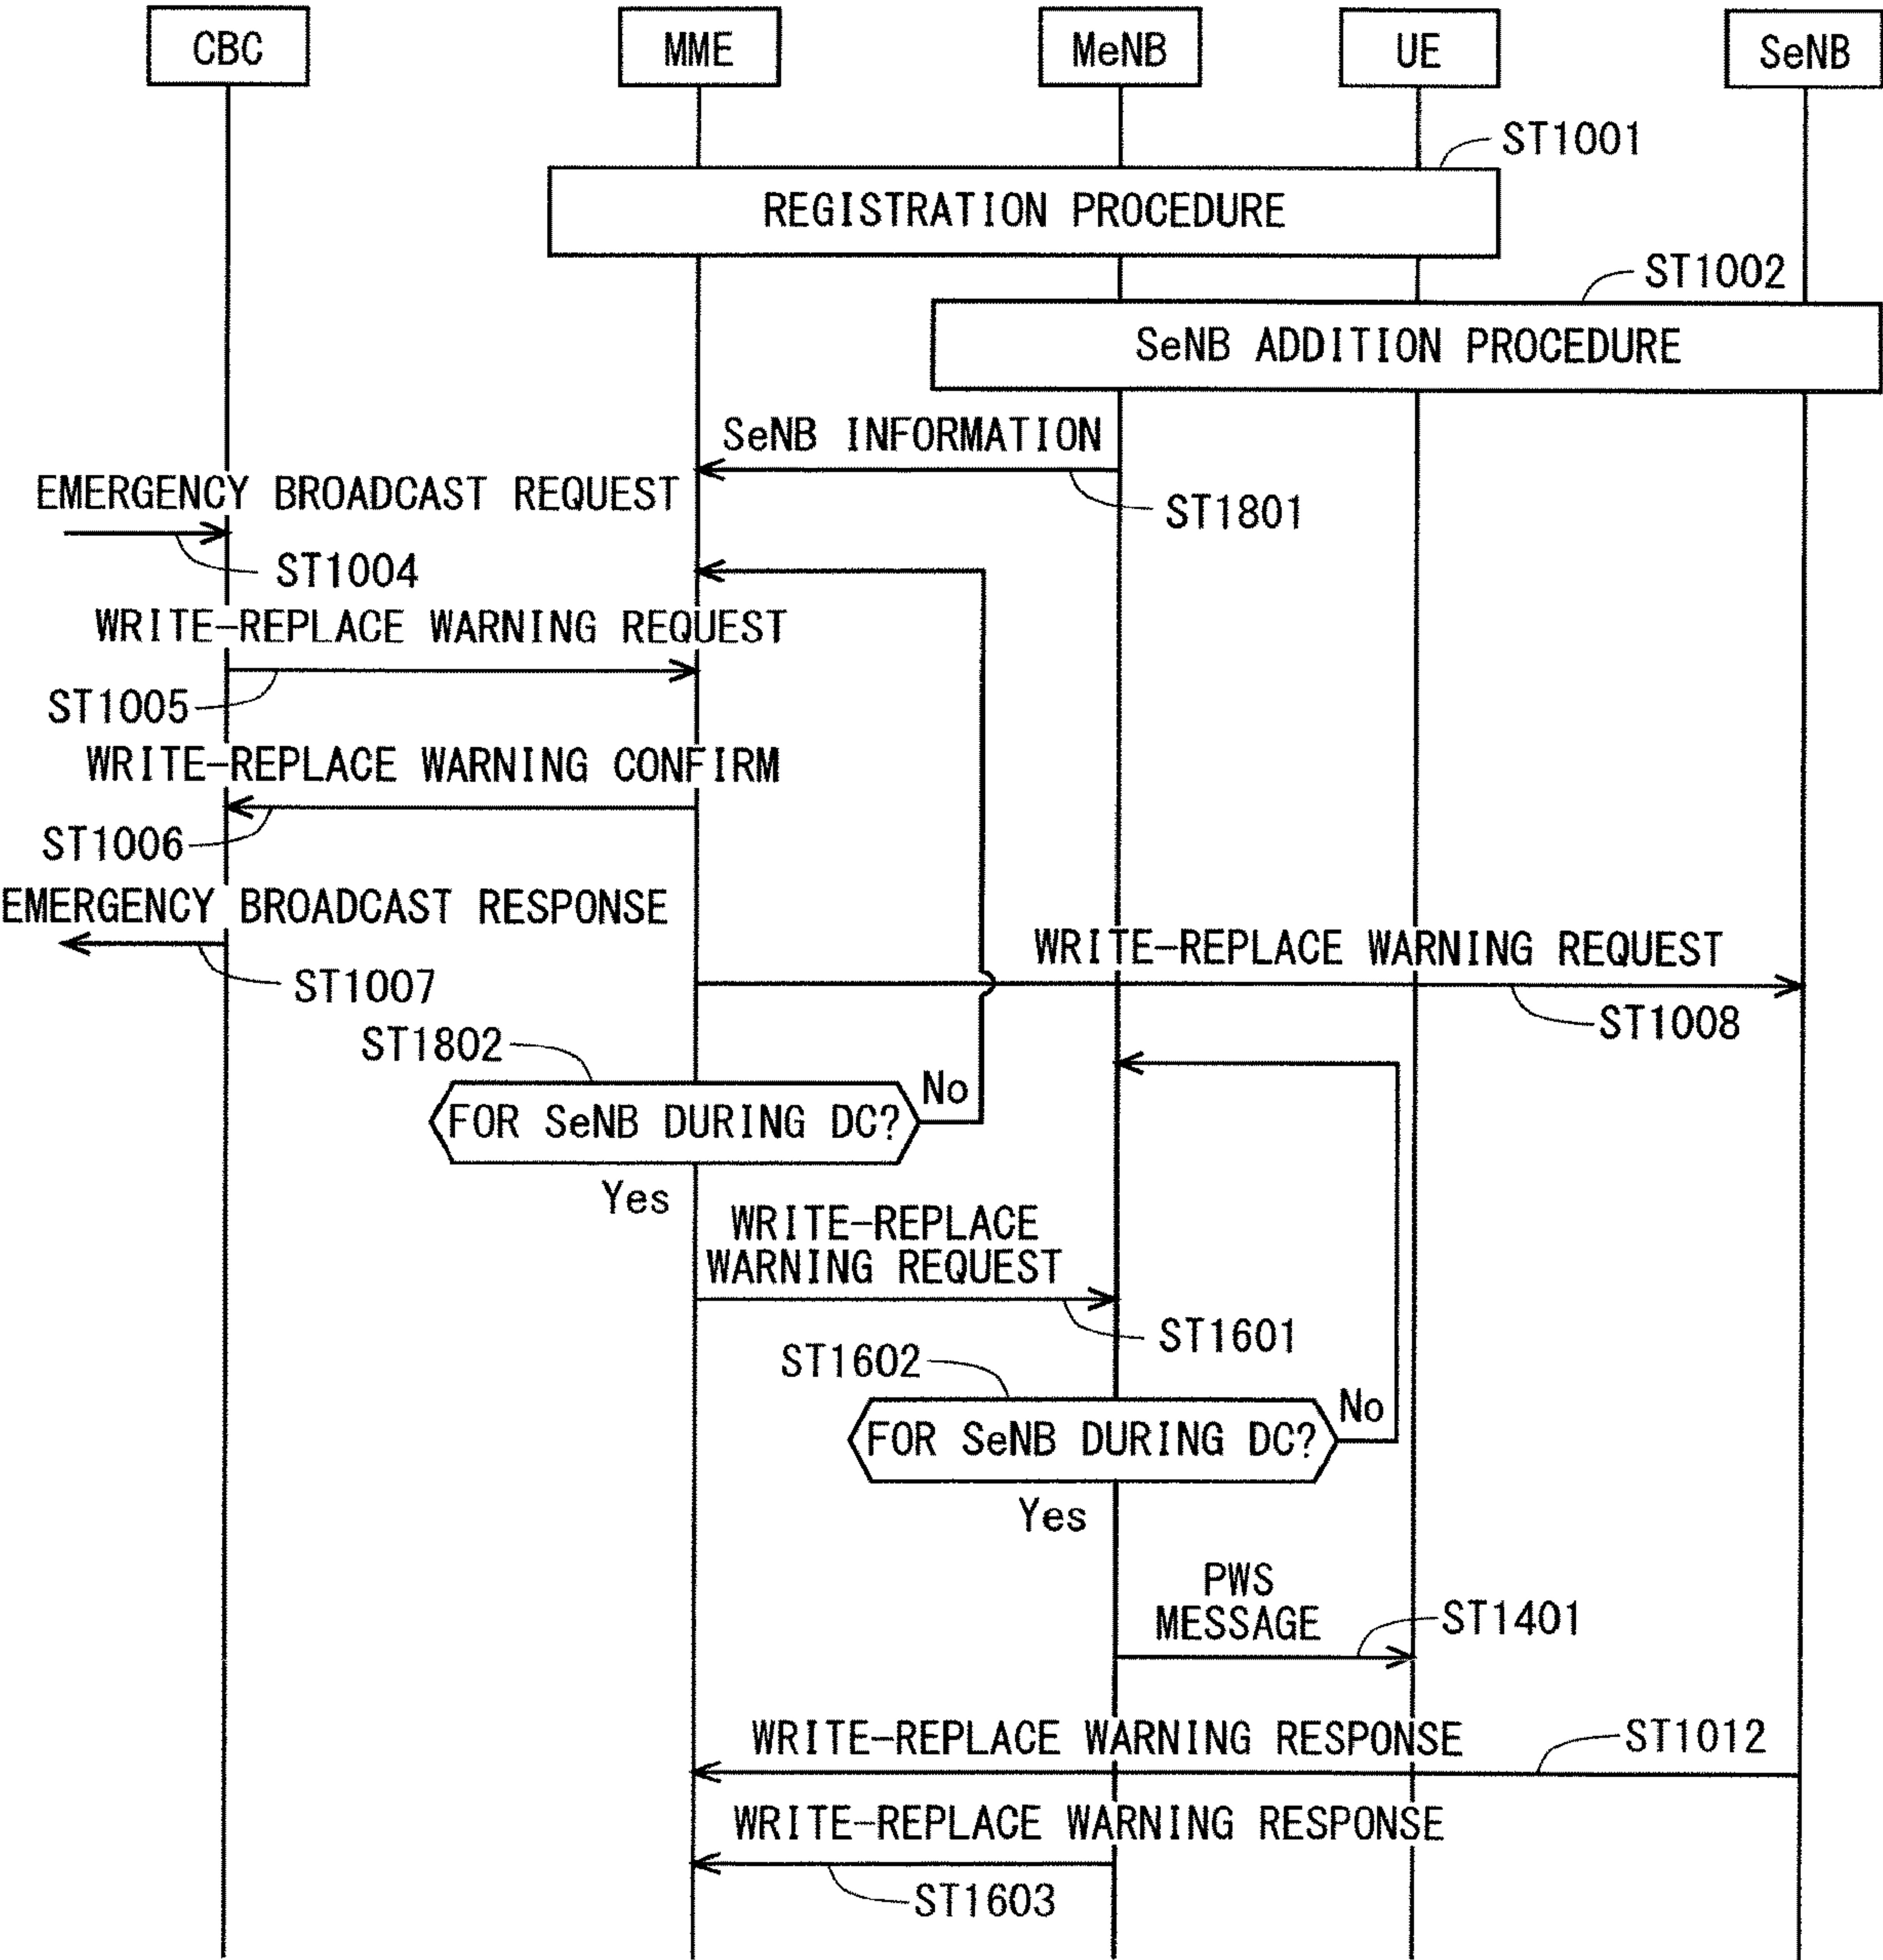 CBC
MME
MeNB
UE
SeNB
ST1001
REGISTRATION PROCEDURE
ST1002
SeNB ADDITION PROCEDURE
SeNB INFORMATION
EMERGENCY BROADCAST REQUEST
ST1801
ST1004
WRITE-REPLACE WARNING REQUEST
ST1005
WRITE-REPLACE WARNING CONFIRM
ST1006
EMERGENCY BROADCAST RESPONSE
WRITE-REPLACE WARNING REQUEST
ST1007
ST1008
ST1802
No
FOR SeNB DURING DC?
Yes
WRITE-REPLACE
WARNING REQUEST
ST1601
ST1602
No
FOR SeNB DURING DC?
Yes
PWS
MESSAGE
ST1401
WRITE-REPLACE WARNING RESPONSE
ST1012
WRITE-REPLACE WARNING RESPONSE
ST1603